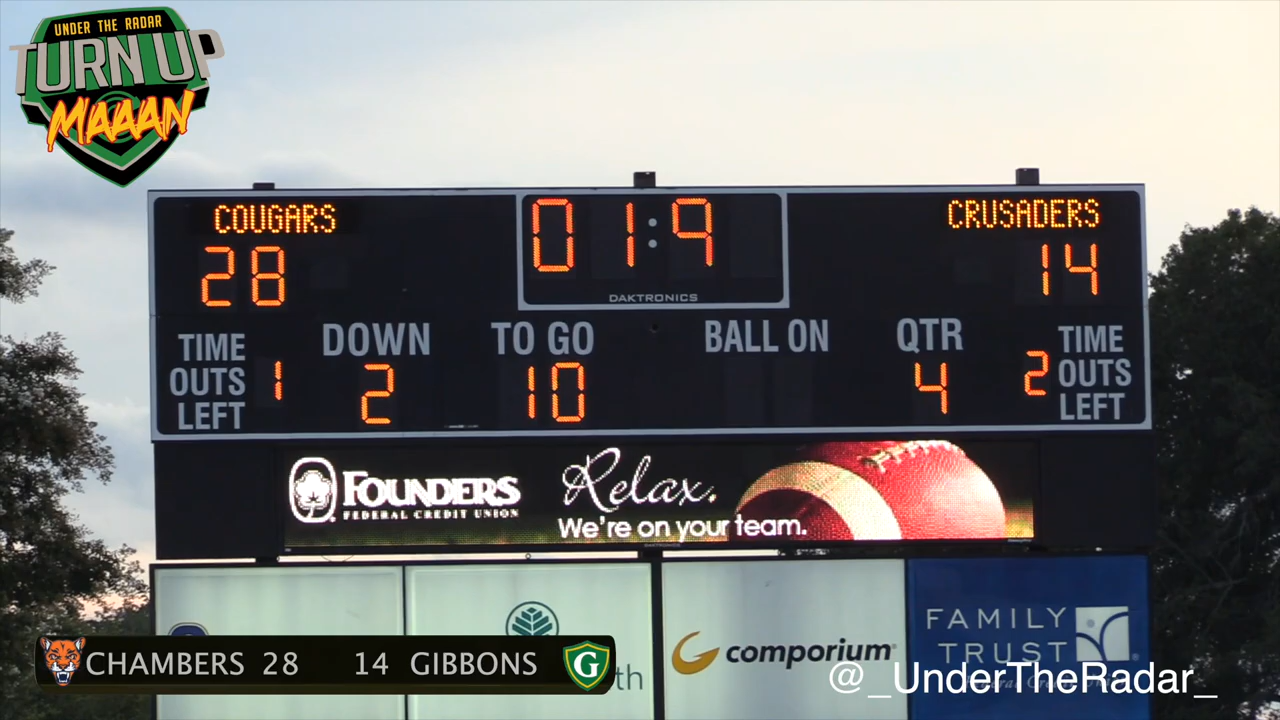 UNDER THE RADAR
TURN UP
MAAAN
COUGARS
01:9
CRUSADERS
28
14
DAKTRONICS
TIME OUTS LEFT
1
DOWN
2
TO GO
10
BALL ON
QTR
4
2
TIME OUTS LEFT
FOUNDERS
FEDERAL CREDIT UNION
Relax.
We're on your team.
comporium
FAMILY
TRUST
CHAMBERS 28 14 GIBBONS G
th
@_UnderTheRadar_